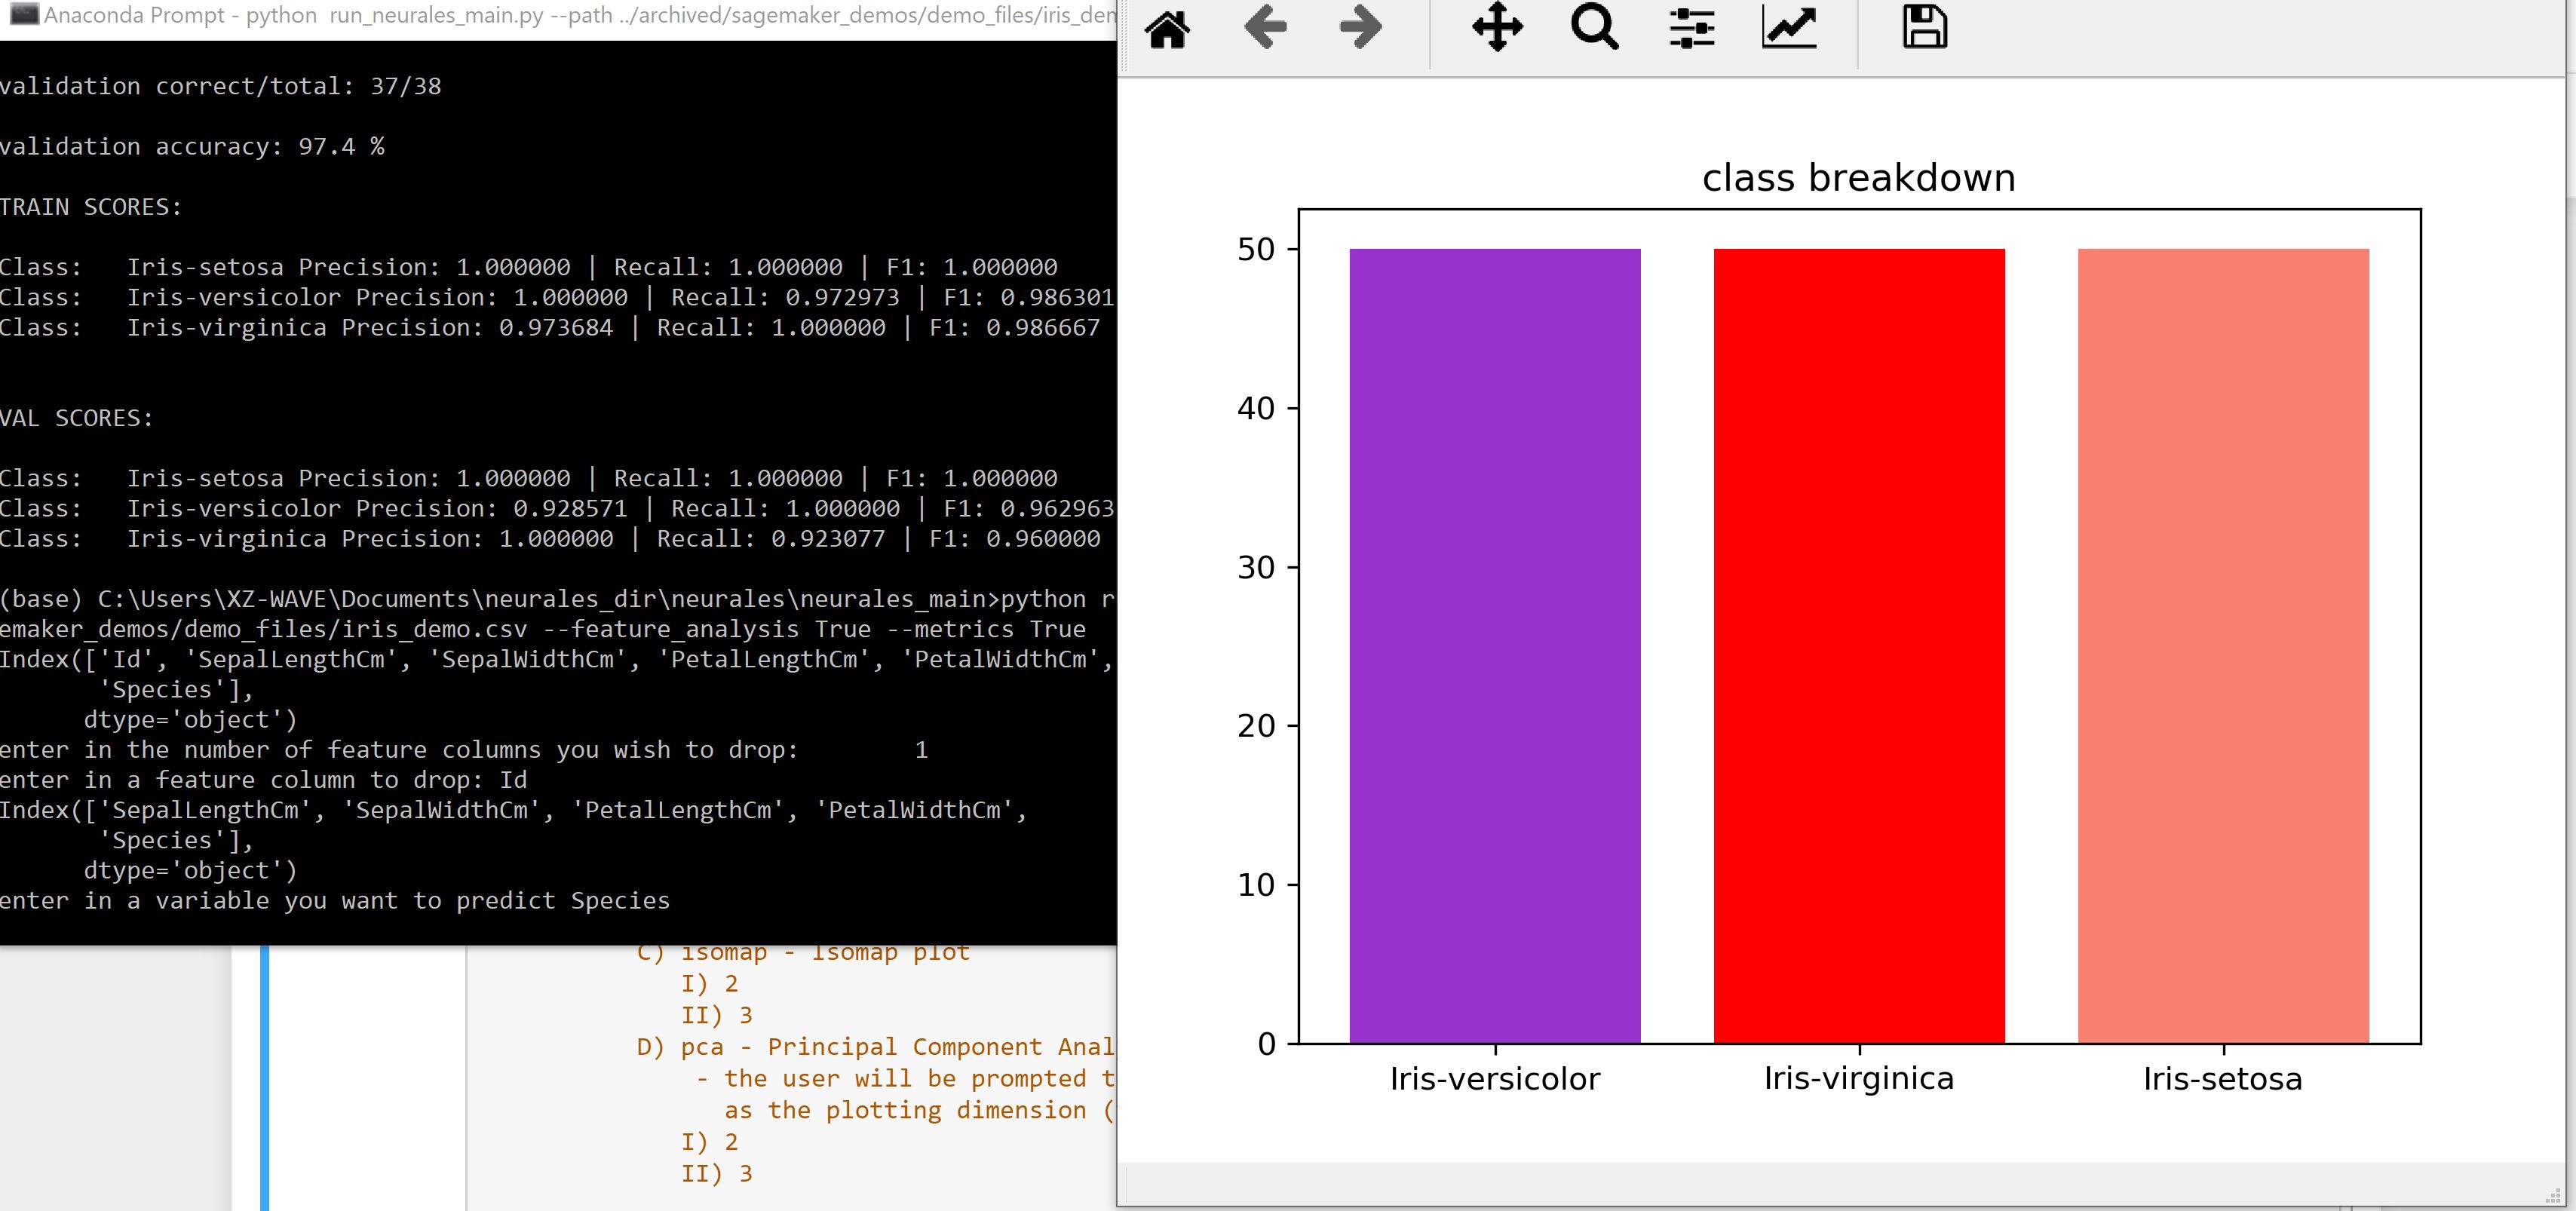 Anaconda Prompt - python  run_neurales_main.py --path ../archived/sagemaker_demos/demo_files/iris_dem
validation correct/total: 37/38
validation accuracy: 97.4 %
TRAIN SCORES:
Class:   Iris-setosa Precision: 1.000000 | Recall: 1.000000 | F1: 1.000000
Class:   Iris-versicolor Precision: 1.000000 | Recall: 0.972973 | F1: 0.986301
Class:   Iris-virginica Precision: 0.973684 | Recall: 1.000000 | F1: 0.986667
VAL SCORES:
Class:   Iris-setosa Precision: 1.000000 | Recall: 1.000000 | F1: 1.000000
Class:   Iris-versicolor Precision: 0.928571 | Recall: 1.000000 | F1: 0.962963
Class:   Iris-virginica Precision: 1.000000 | Recall: 0.923077 | F1: 0.960000
(base) C:\Users\XZ-WAVE\Documents\neurales_dir\neurales\neurales_main>python r
emaker_demos/demo_files/iris_demo.csv --feature_analysis True --metrics True
Index(['Id', 'SepalLengthCm', 'SepalWidthCm', 'PetalLengthCm', 'PetalWidthCm',
'Species'],
dtype='object')
enter in the number of feature columns you wish to drop:        1
enter in a feature column to drop: Id
Index(['SepalLengthCm', 'SepalWidthCm', 'PetalLengthCm', 'PetalWidthCm',
'Species'],
dtype='object')
enter in a variable you want to predict Species
C) isomap - Isomap plot
I) 2
II) 3
D) pca - Principal Component Anal
- the user will be prompted t
as the plotting dimension (
I) 2
II) 3
class breakdown
50
40
30
20
10
0
Iris-versicolor
Iris-virginica
Iris-setosa